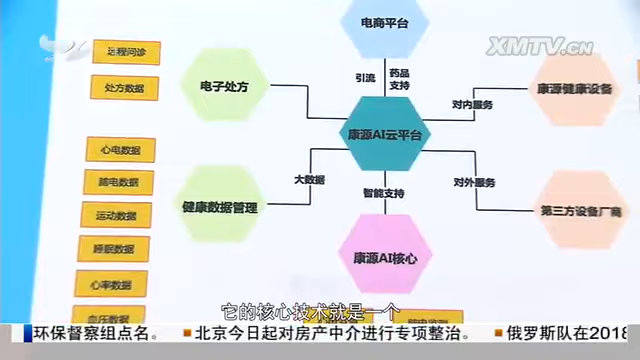 XMTV.CN
电商平台
远程问诊
处方数据
电子处方
引流
药品
支持
对内服务
康源健康设备
康源AI云平台
心电数据
脑电数据
运动数据
睡眠数据
心率数据
血压数据
健康数据管理
大数据
智能支持
对外服务
第三方设备厂商
康源AI核心
它的核心技术就是一个
环保督察组点名。 北京今日起对房产中介进行专项整治。 俄罗斯队在2018